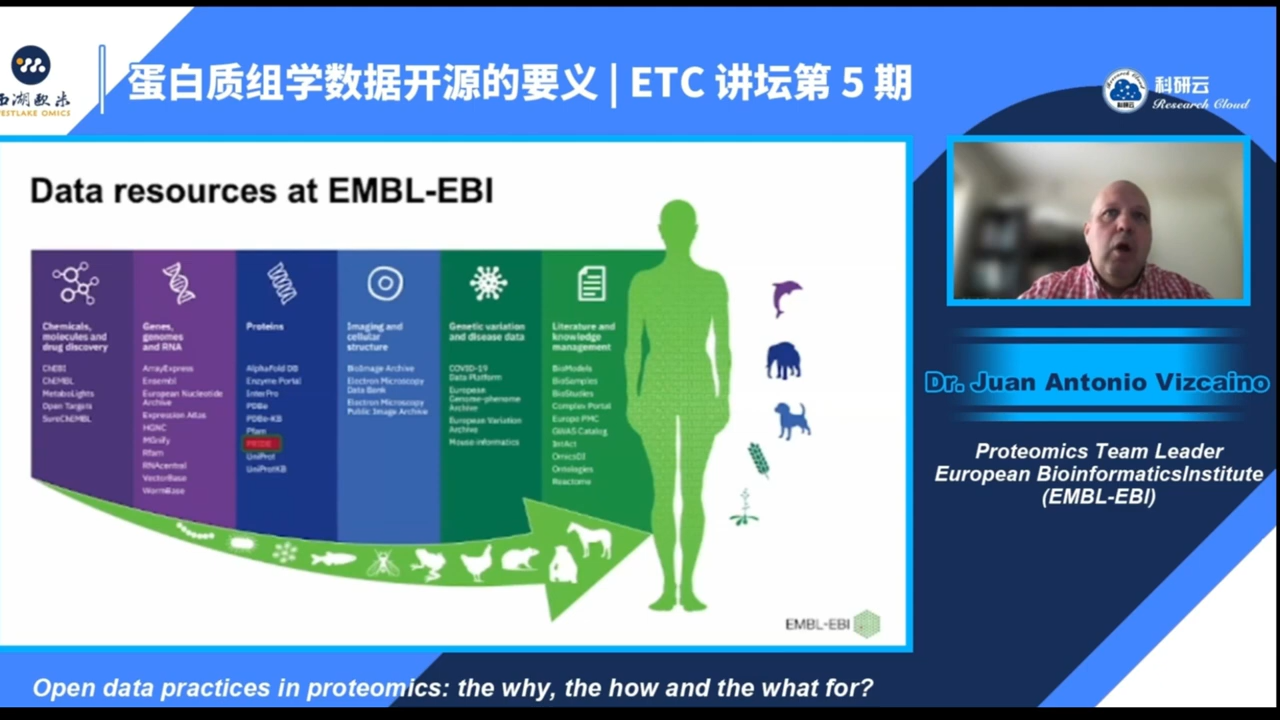 蛋白质组学数据开源的要义 | ETC 讲坛第 5 期
西湖欧米
WESTLAKE OMICS
科研云
科研云
Research Cloud
Data resources at EMBL-EBI
Chemicals,
molecules and
drug discovery
ChEBI
ChEMBL
MetaboLights
Open Targets
SureChEMBL
Genes,
genomes
and RNA
ArrayExpress
Ensembl
European Nucleotide
Archive
Expression Atlas
HGNC
MGnify
Rfam
RNAcentral
VectorBase
WormBase
Proteins
AlphaFold DB
Enzyme Portal
InterPro
PDBe
PDBe-KB
Pfam
PRIDE
UniProt
UniProtKB
Imaging and
cellular
structure
BioImage Archive
Electron Microscopy
Data Bank
Electron Microscopy
Public Image Archive
Genetic variation
and disease data
COVID-19
Data Platform
European
Genome-phenome
Archive
European Variation
Archive
Mouse informatics
Literature and
knowledge
management
BioModels
BioSamples
BioStudies
Complex Portal
Europe PMC
GWAS Catalog
IntAct
OmicsDI
Ontologies
Reactome
EMBL-EBI
Dr. Juan Antonio Vizcaino
Proteomics Team Leader
European BioinformaticsInstitute
(EMBL-EBI)
Open data practices in proteomics: the why, the how and the what for?